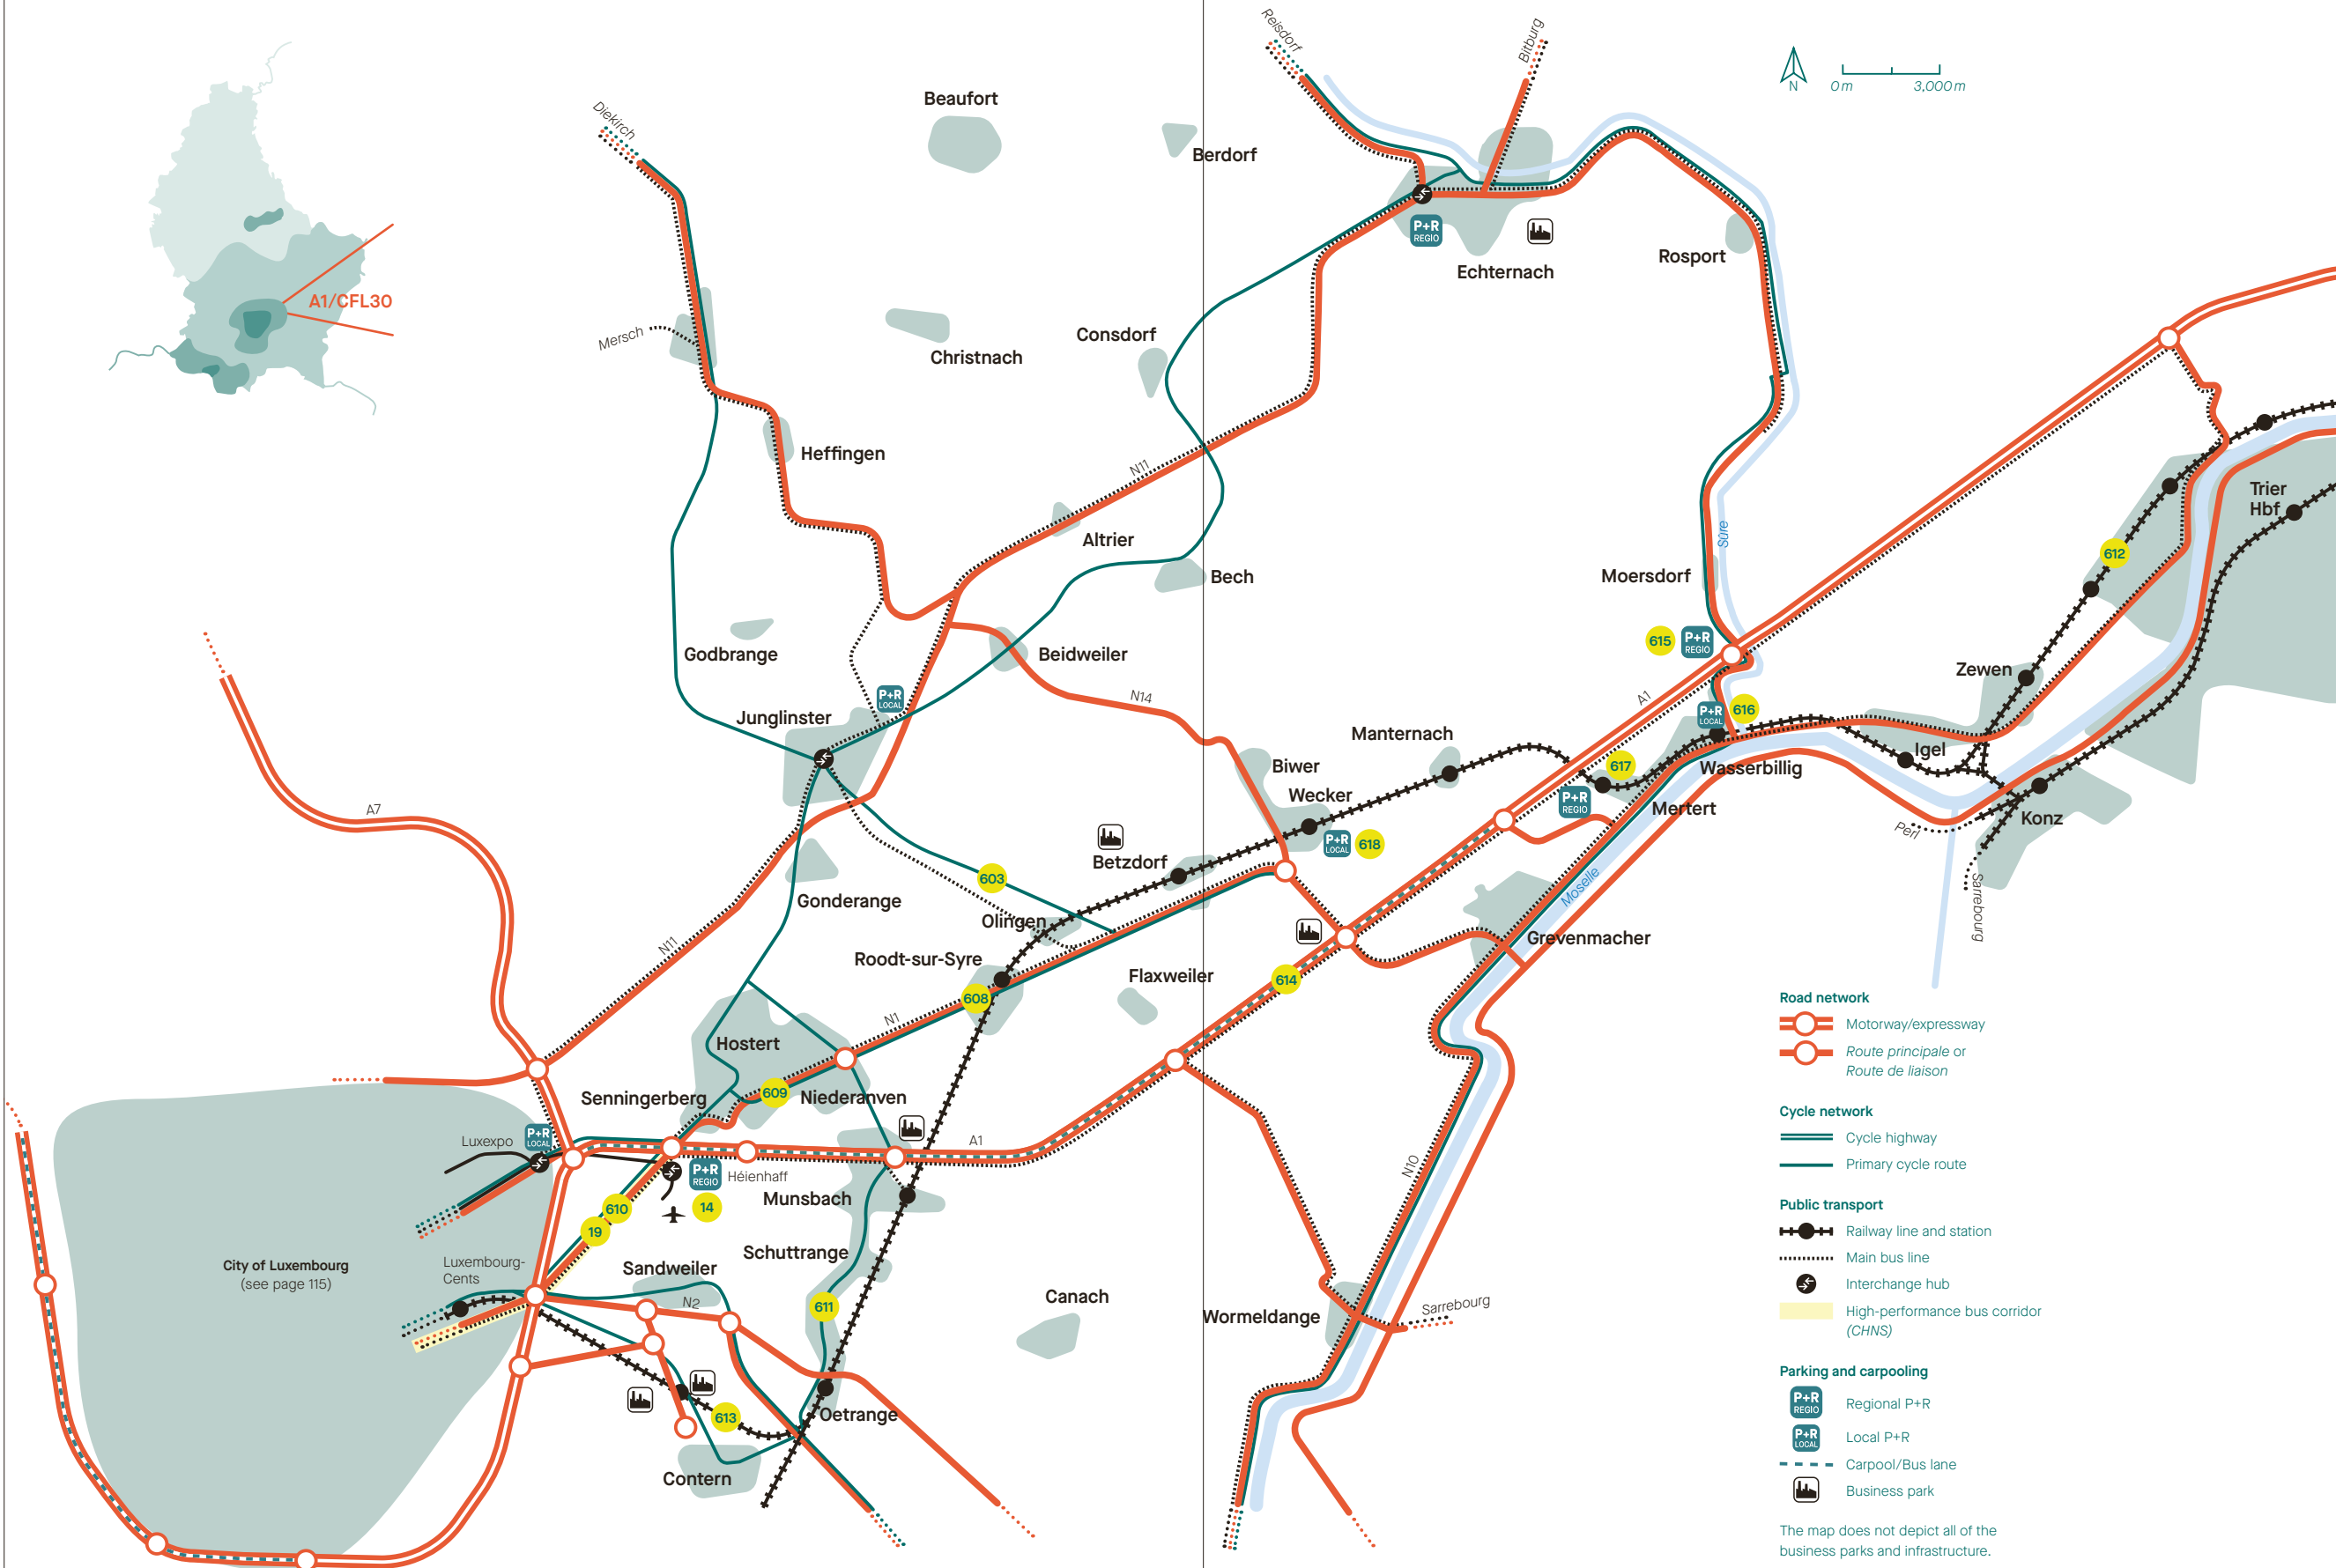 Reisdorf
Bitburg
N
0 m
3,000 m
Diekirch
Beaufort
Berdorf
P+R
REGIO
Echternach
Rosport
A1/CFL30
Mersch
Christnach
Consdorf
Heffingen
N11
Altrier
Bech
Sûre
Moersdorf
Trier
Hbf
612
615
P+R
REGIO
Godbrange
Beidweiler
N14
Zewen
P+R
LOCAL
Junglinster
A1
P+R
LOCAL
616
Manternach
Igel
Wasserbillig
617
Biwer
Wecker
P+R
REGIO
Mertert
Perl
Konz
A7
P+R
LOCAL
618
Betzdorf
603
Gonderange
Olingen
Moselle
Sarrebourg
N11
Roodt-sur-Syre
Grevenmacher
Flaxweiler
614
608
N1
Hostert
Senningerberg
609
Niederanven
Luxexpo
P+R
LOCAL
A1
P+R
REGIO
Héienhaff
Munsbach
N10
610
14
19
City of Luxembourg
(see page 115)
Luxembourg-
Cents
Sandweiler
Schuttrange
N2
611
Canach
Wormeldange
Sarrebourg
613
Oetrange
Contern
Road network
Motorway/expressway
Route principale or
Route de liaison
Cycle network
Cycle highway
Primary cycle route
Public transport
Railway line and station
Main bus line
Interchange hub
High-performance bus corridor
(CHNS)
Parking and carpooling
P+R
REGIO
Regional P+R
P+R
LOCAL
Local P+R
Carpool/Bus lane
Business park
The map does not depict all of the
business parks and infrastructure.